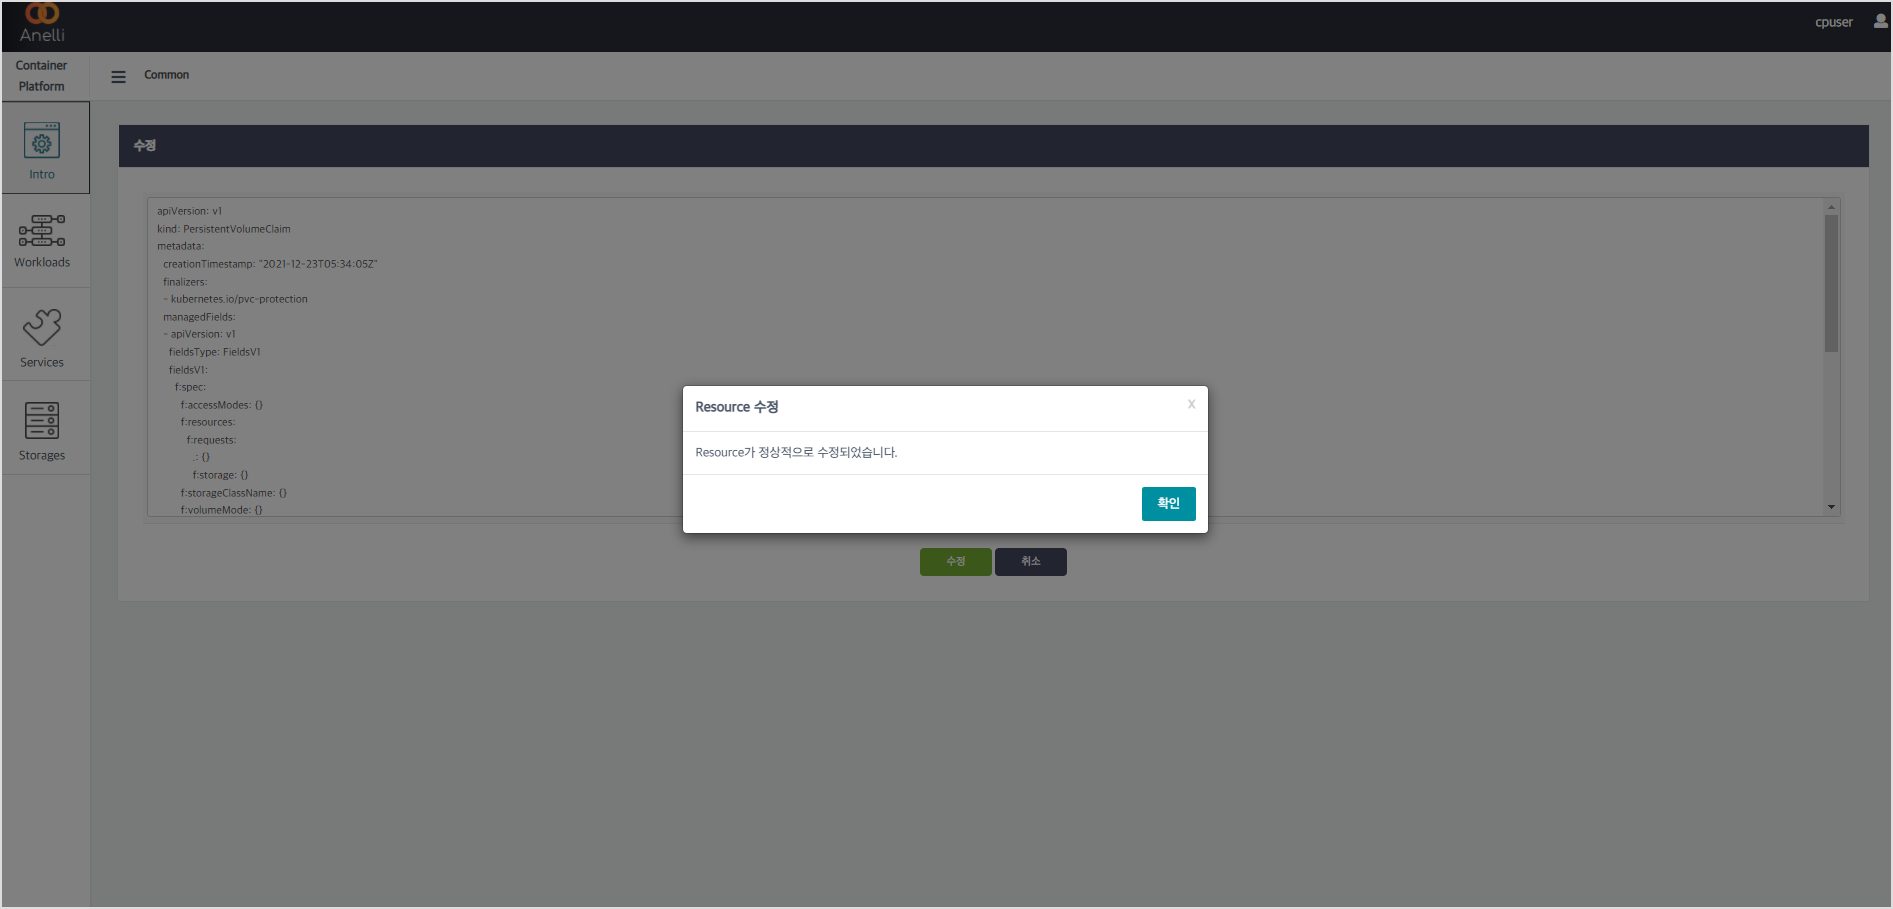 Anelli
cpuser
Container
Platform
Common
Intro
Workloads
Services
Storages
수정
apiVersion: v1
kind: PersistentVolumeClaim
metadata:
creationTimestamp: "2021-12-23T05:34:05Z"
finalizers:
- kubernetes.io/pvc-protection
managedFields:
- apiVersion: v1
fieldsType: FieldsV1
fieldsV1:
f:spec:
f:accessModes: {}
f:resources:
f:requests:
.: {}
f:storage: {}
f:storageClassName: {}
f:volumeMode: {}
Resource 수정
x
Resource가 정상적으로 수정되었습니다.
확인
수정
취소